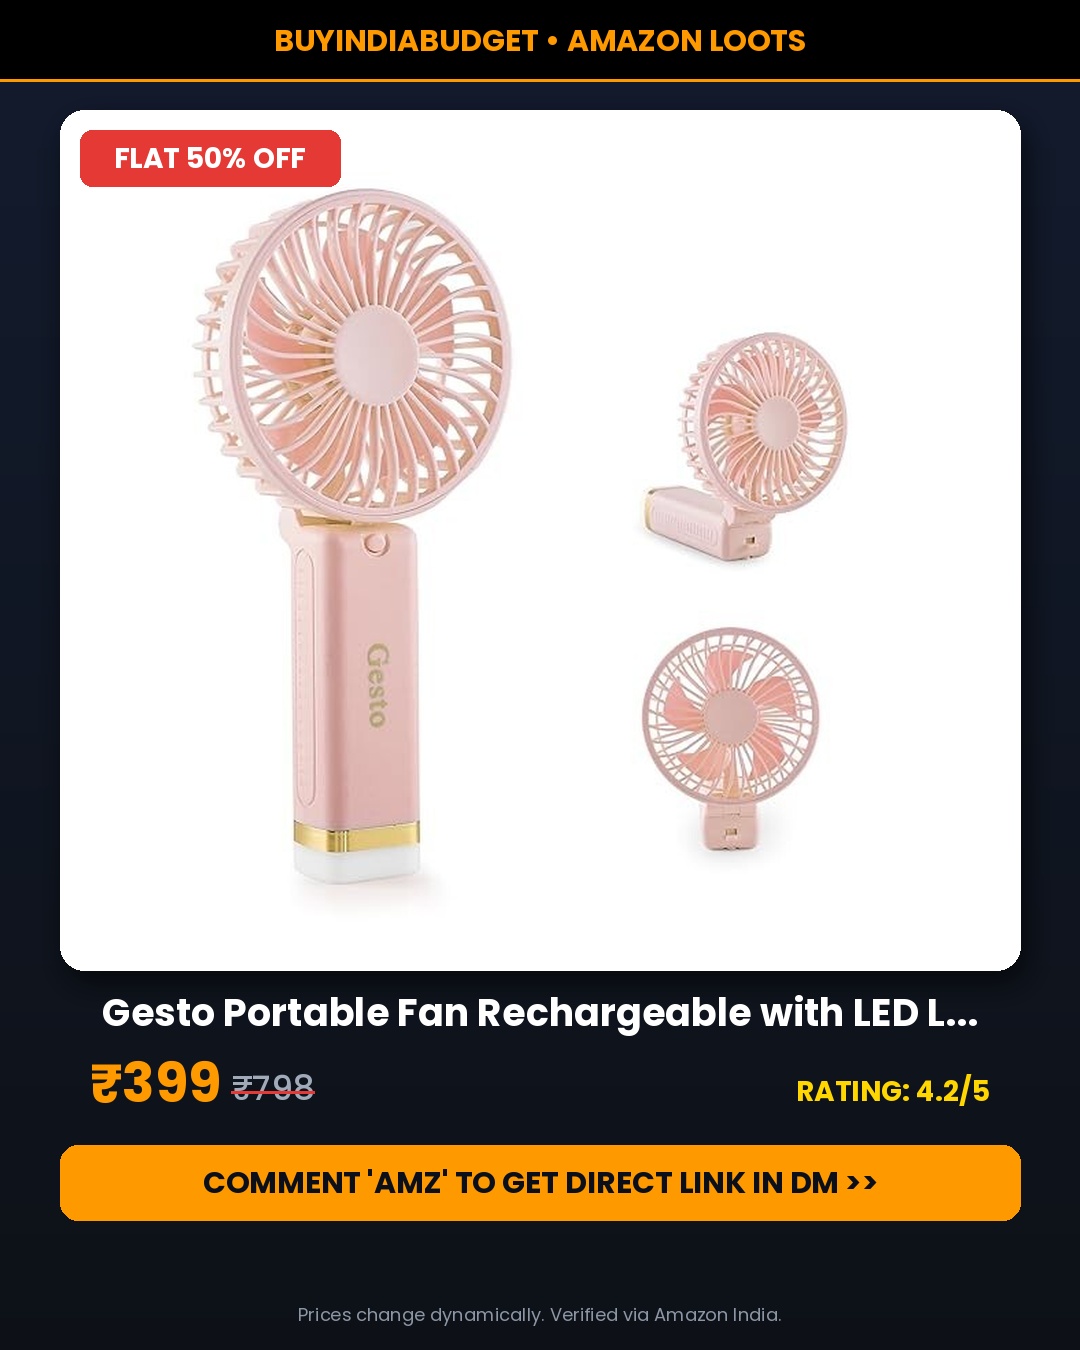 BUYINDIABUDGET • AMAZON LOOTS
FLAT 50% OFF
Gesto
Gesto Portable Fan Rechargeable with LED L...
₹399 ₹798
RATING: 4.2/5
COMMENT 'AMZ' TO GET DIRECT LINK IN DM >>
Prices change dynamically. Verified via Amazon India.